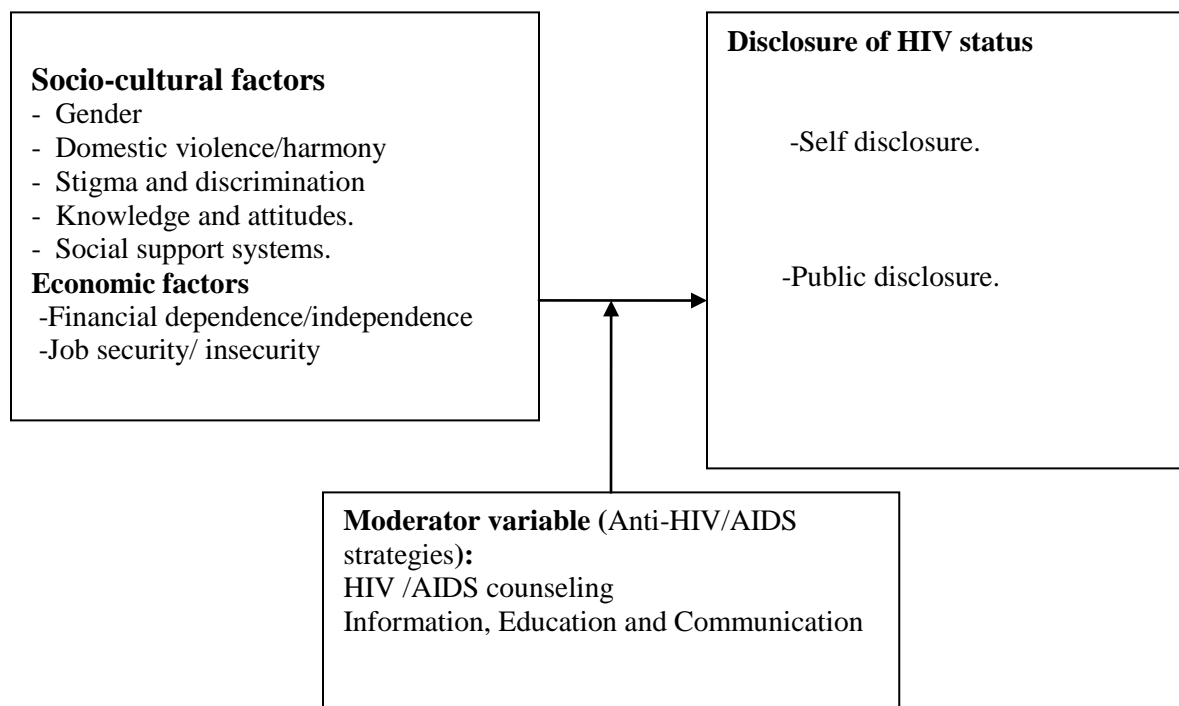 Socio-cultural factors
- Gender
- Domestic violence/harmony
- Stigma and discrimination
- Knowledge and attitudes.
- Social support systems.
Economic factors
-Financial dependence/independence
-Job security/ insecurity
Disclosure of HIV status
-Self disclosure.
-Public disclosure.
Moderator variable (Anti-HIV/AIDS
strategies):
HIV /AIDS counseling
Information, Education and Communication